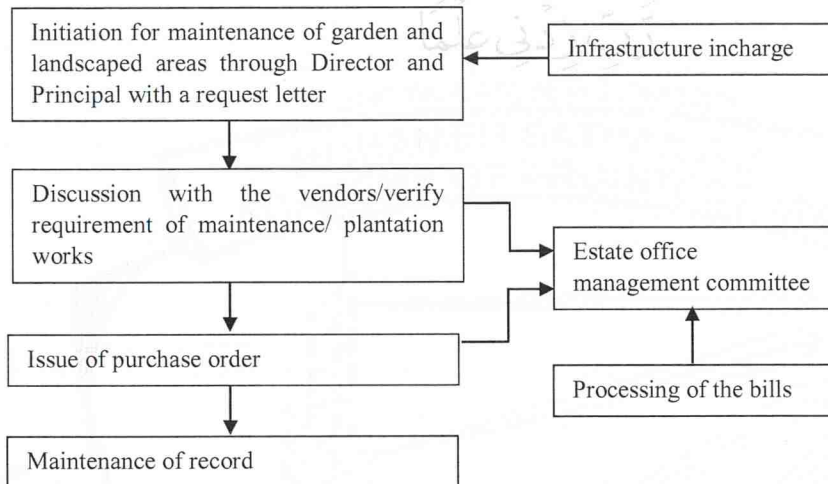 Initiation for maintenance of garden and
landscaped areas through Director and
Principal with a request letter
Infrastructure incharge
Discussion with the vendors/verify
requirement of maintenance/ plantation
works
Estate office
management committee
Issue of purchase order
Processing of the bills
Maintenance of record